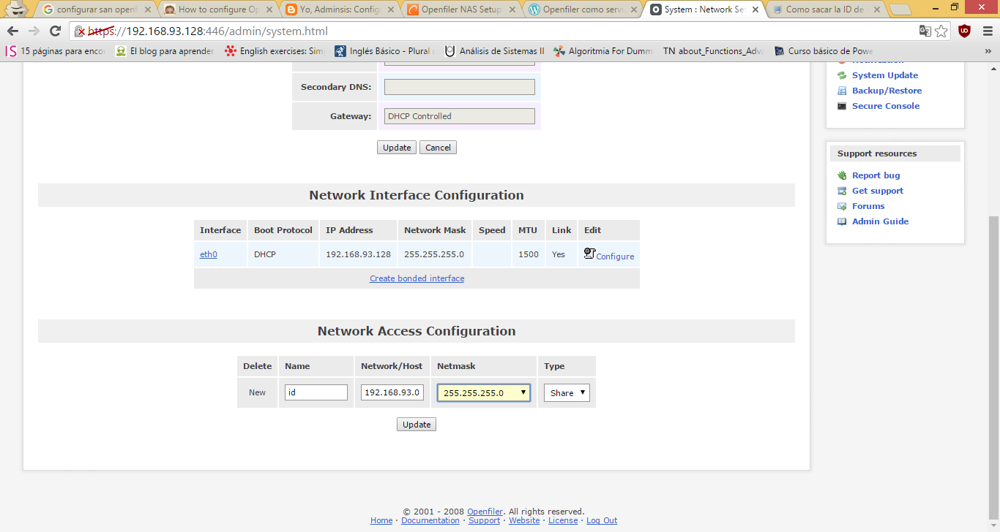 configurar san openf
How to configure Op
Yo, Adminsis: Config
Openfiler NAS Setup
Openfiler como servi
System : Network Se
Como sacar la ID de
https://192.168.93.128:446/admin/system.html
15 páginas para enco
El blog para aprender
English exercises: Sim
Inglés Básico - Plural
Análisis de Sistemas II
Algoritmia For Dumm
TN about_Functions_Adva
Curso básico de Powe
»
Notification
Secondary DNS:
System Update
Backup/Restore
Gateway: DHCP Controlled
Secure Console
Update Cancel
Support resources
Report bug
Get support
Forums
Admin Guide
Network Interface Configuration
Interface Boot Protocol IP Address Network Mask Speed MTU Link Edit
eth0 DHCP 192.168.93.128 255.255.255.0 1500 Yes Configure
Create bonded interface
Network Access Configuration
Delete Name Network/Host Netmask Type
New id 192.168.93.0 255.255.255.0 Share
Update
© 2001 - 2008 Openfiler. All rights reserved.
Home · Documentation · Support · Website · License · Log Out